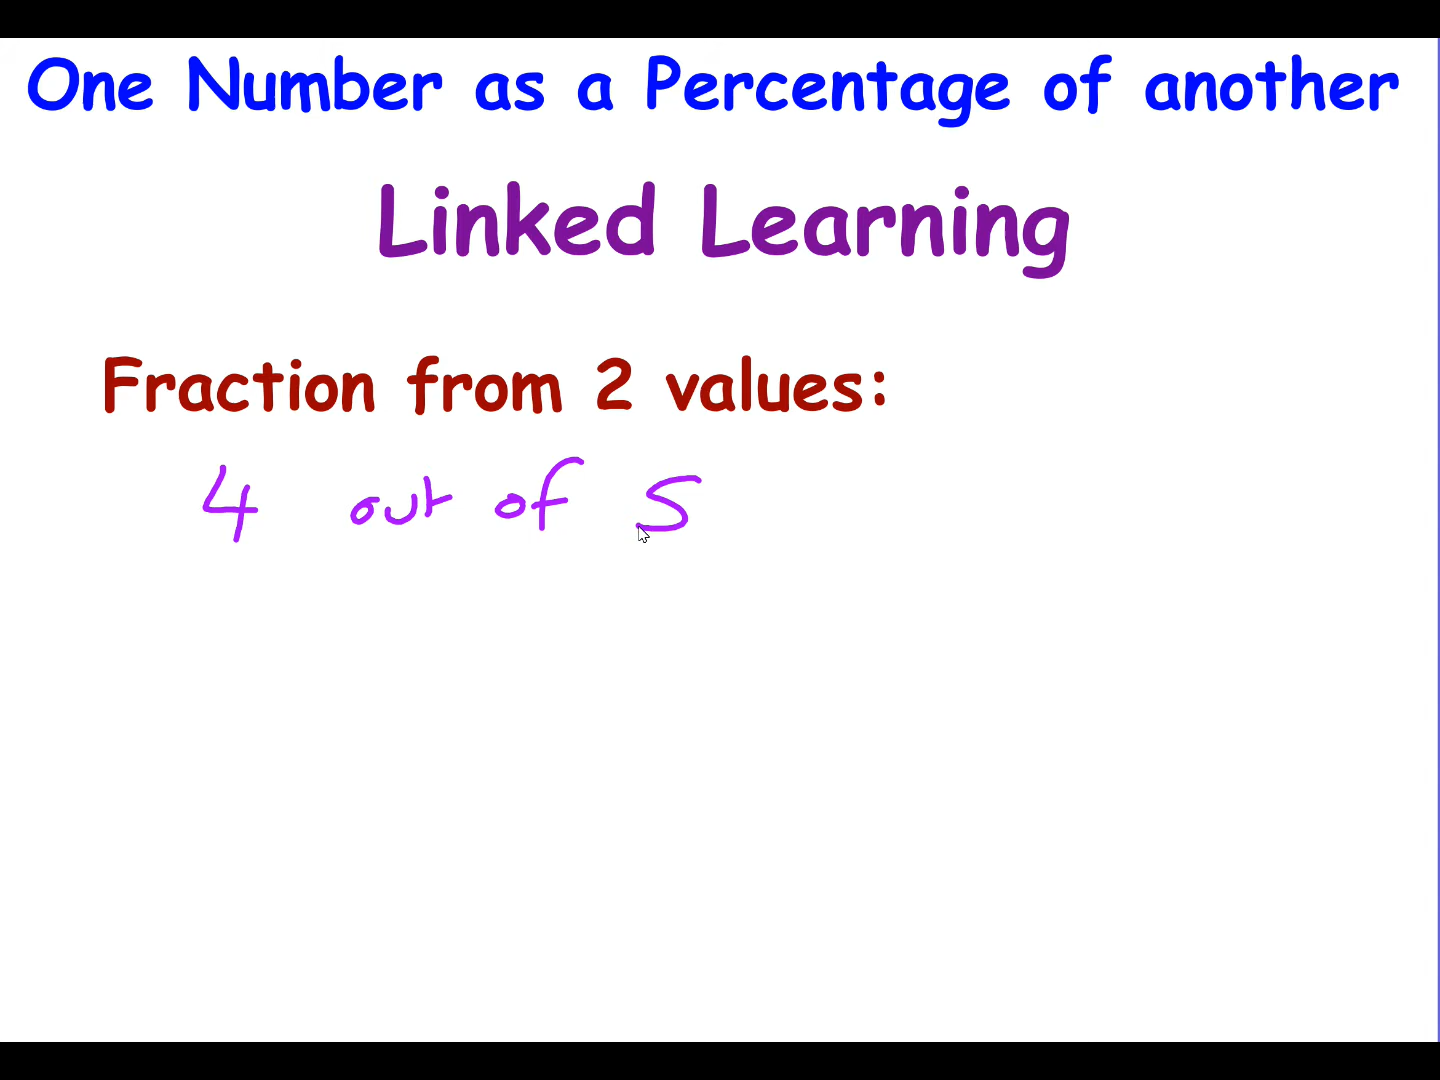 One Number as a Percentage of another
Linked Learning
Fraction from 2 values:
4 out of 5